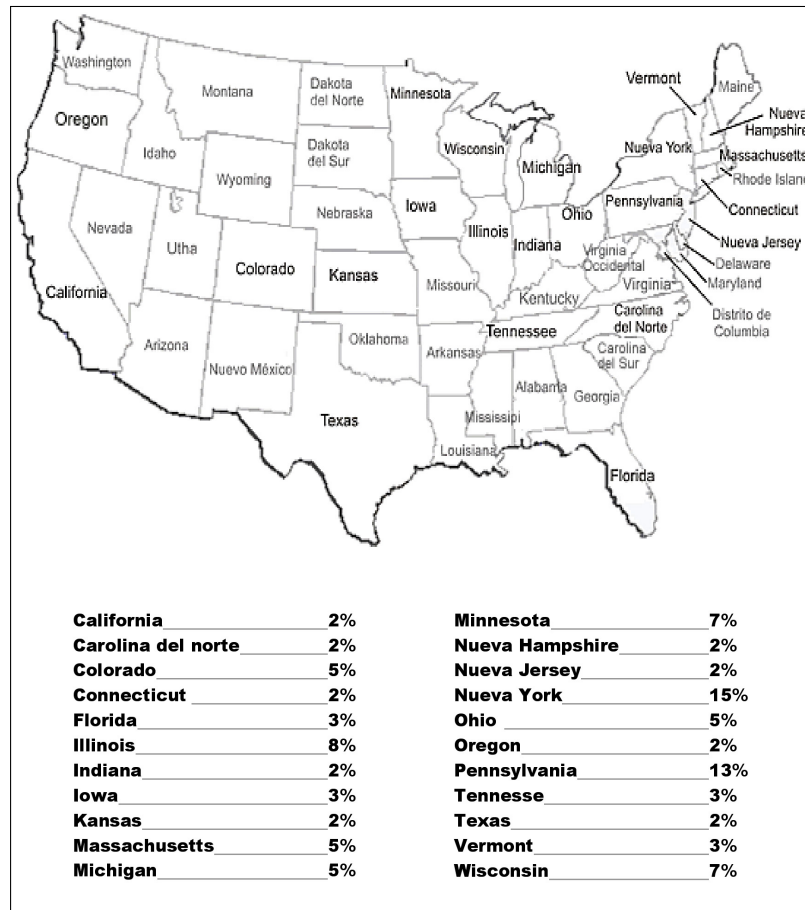 Washington
Montana
Dakota
del Norte
Minnesota
Vermont
Maine
Nueva
Hampshire
Oregon
Idaho
Dakota
del Sur
Wisconsin
Michigan
Nueva York
Massachusetts
Rhode Island
Wyoming
Nebraska
Iowa
Illinois
Indiana
Ohio
Pennsylvania
Connecticut
Nueva Jersey
Nevada
Utha
Colorado
Kansas
Missouri
Virginia
Occidental
Virginia
Delaware
Maryland
Distrito de
Columbia
California
Kentucky
Arizona
Nuevo México
Oklahoma
Arkansas
Tennessee
Carolina
del Norte
Carolina
del Sur
Texas
Louisiana
Mississipi
Alabama
Georgia
Florida
California 2%
Carolina del norte 2%
Colorado 5%
Connecticut 2%
Florida 3%
Illinois 8%
Indiana 2%
Iowa 3%
Kansas 2%
Massachusetts 5%
Michigan 5%
Minnesota 7%
Nueva Hampshire 2%
Nueva Jersey 2%
Nueva York 15%
Ohio 5%
Oregon 2%
Pennsylvania 13%
Tennesse 3%
Texas 2%
Vermont 3%
Wisconsin 7%